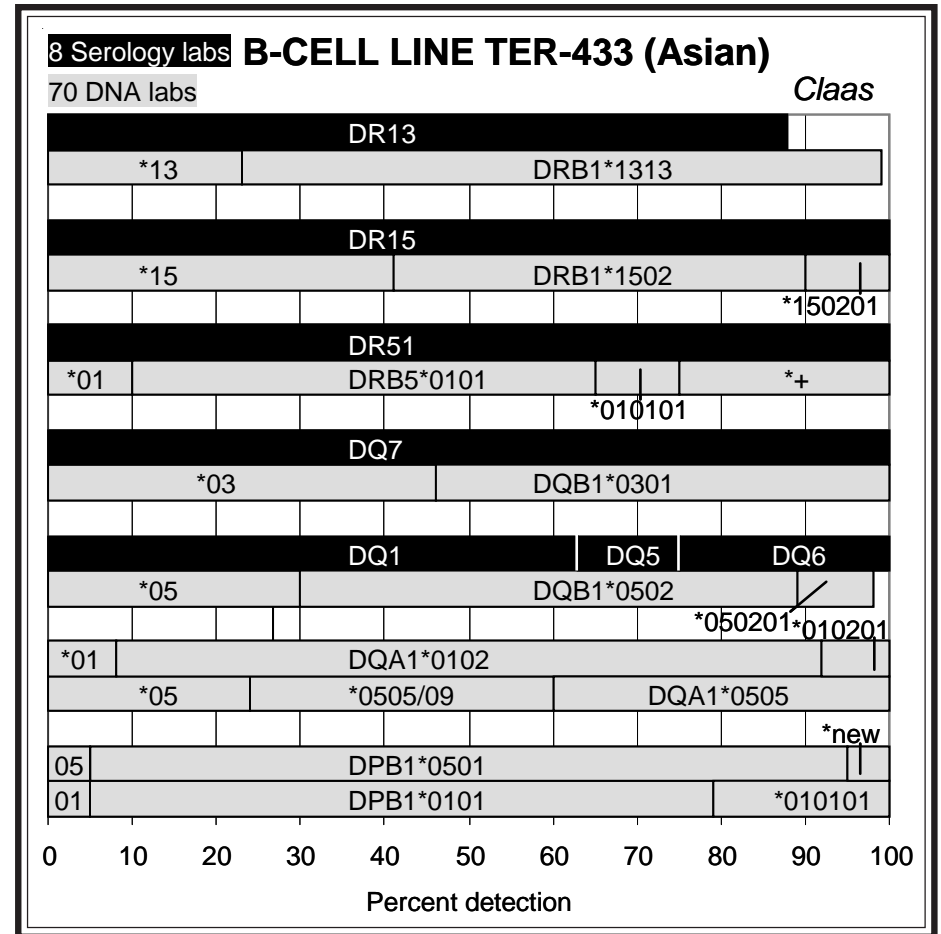 8 Serology labs B-CELL LINE TER-433 (Asian)
70 DNA labs Claas
DR13
*13 DRB1*1313
DR15
*15 DRB1*1502
*150201
DR51
*01 DRB5*0101 *+
*010101
DQ7
*03 DQB1*0301
DQ1 DQ5 DQ6
*05 DQB1*0502
*050201 *010201
*01 DQA1*0102
*05 *0505/09 DQA1*0505
*new
05 DPB1*0501
01 DPB1*0101 *010101
0 10 20 30 40 50 60 70 80 90 100
Percent detection